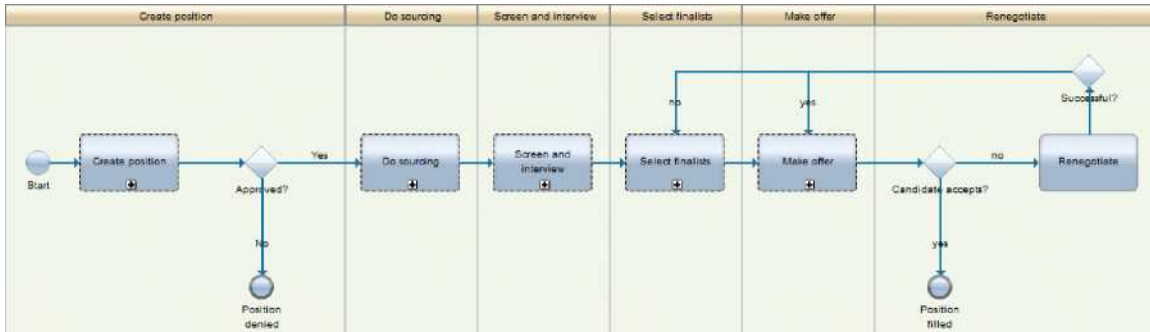 Create position
Do sourcing
Screen and interview
Select finalists
Make offer
Renegotiate
no
yes
Successful?
Start
Create position
Approved?
Yes
No
Position
denied
Do sourcing
Screen and
interview
Select finalists
Make offer
Candidate accepts?
no
yes
Position
filled
Renegotiate